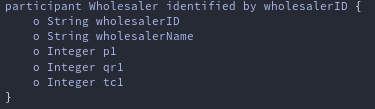 participant Wholesaler identified by wholesalerID {
o String wholesalerID
o String wholesalerName
o Integer p1
o Integer qr1
o Integer tc1
}